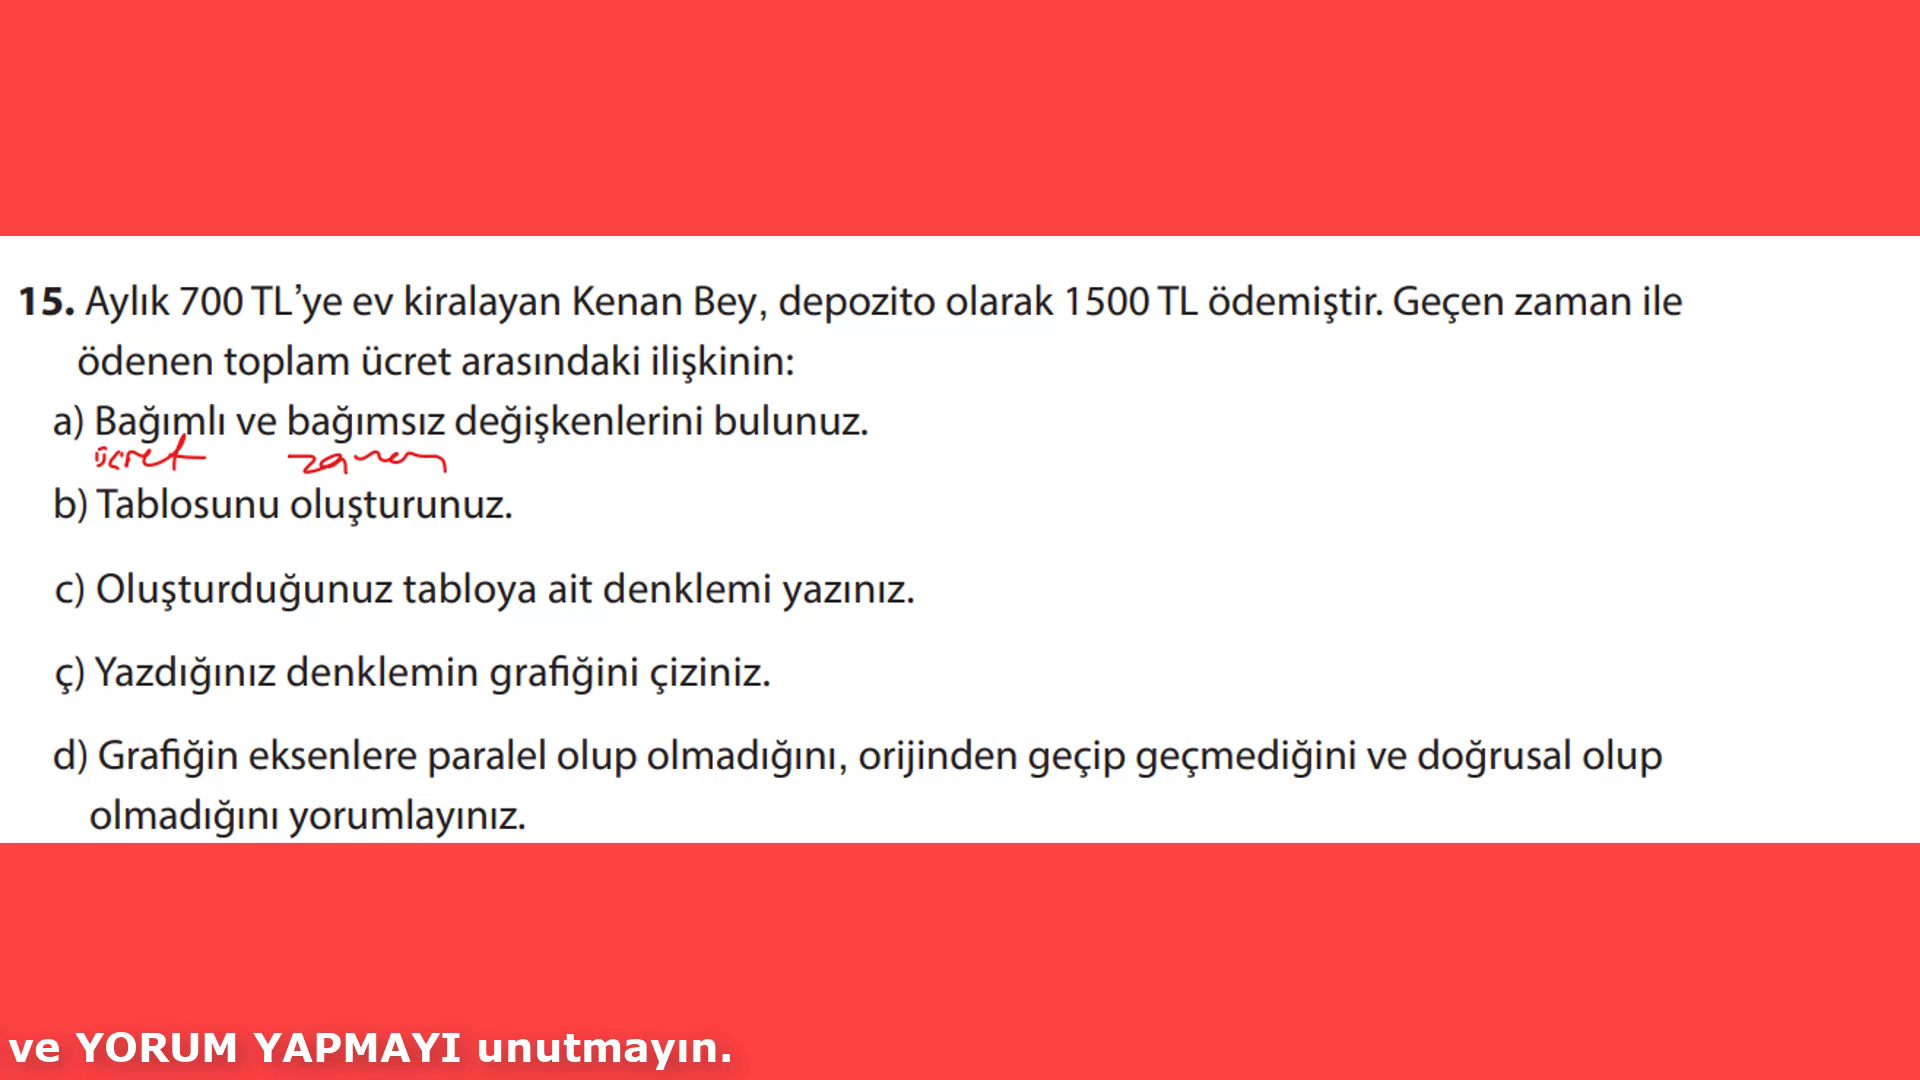 15. Aylık 700 TL’ye ev kiralayan Kenan Bey, depozito olarak 1500 TL ödemiştir. Geçen zaman ile
ödenen toplam ücret arasındaki ilişkinin:
a) Bağımlı ve bağımsız değişkenlerini bulunuz.
ücret zaman
b) Tablosunu oluşturunuz.
c) Oluşturduğunuz tabloya ait denklemi yazınız.
ç) Yazdığınız denklemin grafiğini çiziniz.
d) Grafiğin eksenlere paralel olup olmadığını, orijinden geçip geçmediğini ve doğrusal olup
olmadığını yorumlayınız.
ve YORUM YAPMAYI unutmayın.